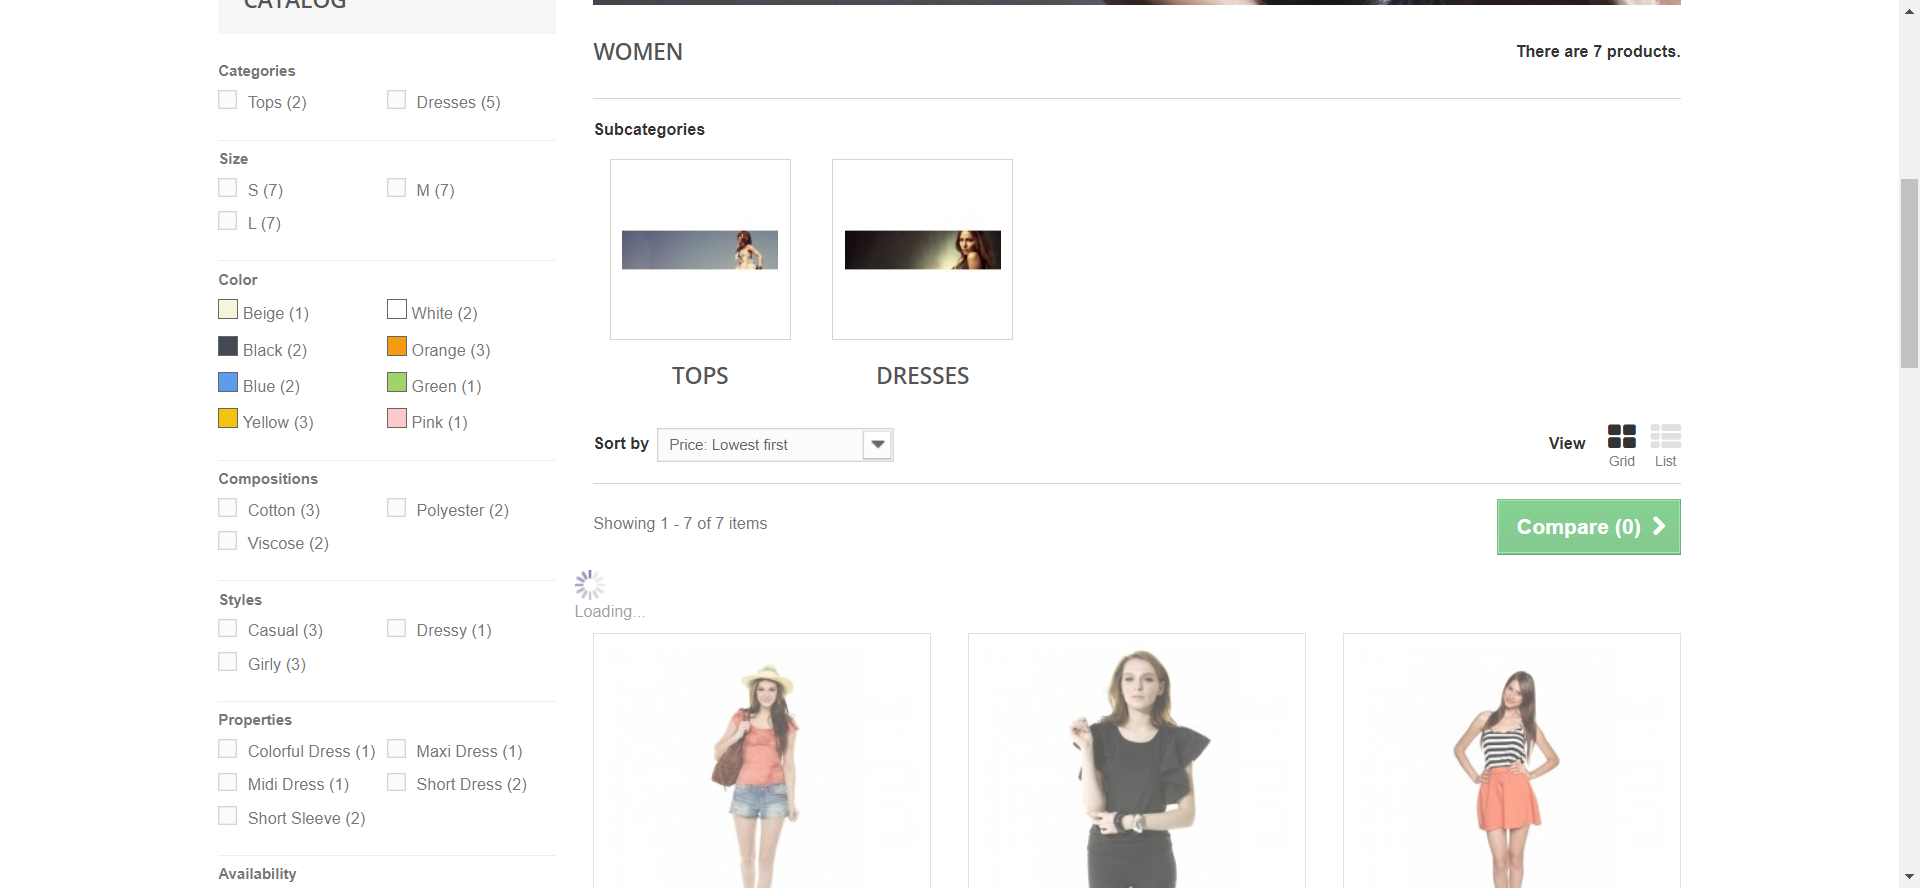 CATALOG
Categories
Tops (2)
Dresses (5)
Size
S (7)
M (7)
L (7)
Color
Beige (1)
White (2)
Black (2)
Orange (3)
Blue (2)
Green (1)
Yellow (3)
Pink (1)
Compositions
Cotton (3)
Polyester (2)
Viscose (2)
Styles
Casual (3)
Dressy (1)
Girly (3)
Properties
Colorful Dress (1)
Maxi Dress (1)
Midi Dress (1)
Short Dress (2)
Short Sleeve (2)
Availability
WOMEN
There are 7 products.
Subcategories
TOPS
DRESSES
Sort by
Price: Lowest first
View
Grid
List
Showing 1 - 7 of 7 items
Compare (0)
Loading...